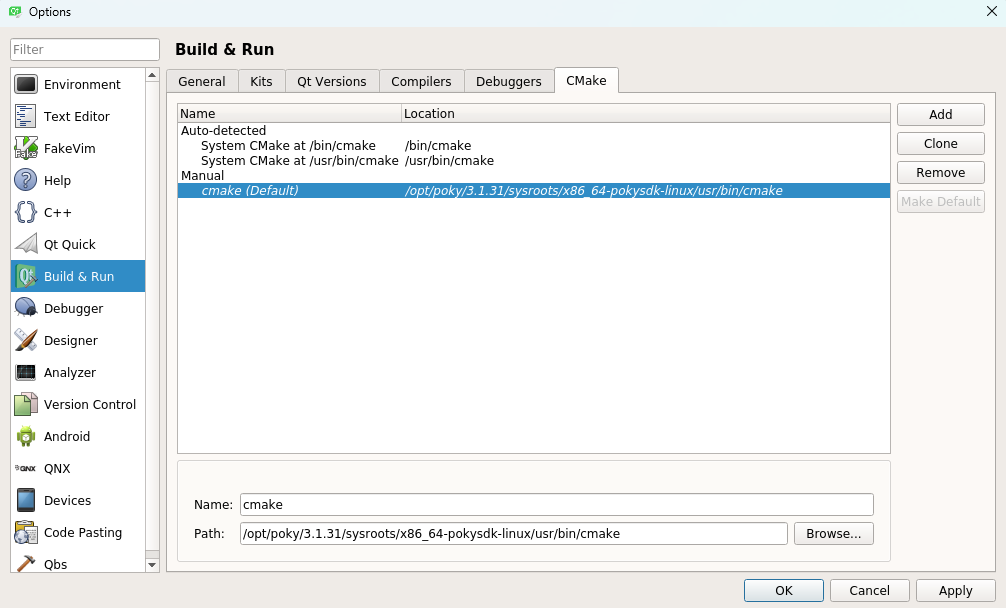 Options
Filter
Build & Run
Environment
Text Editor
FakeVim
Help
C++
Qt Quick
Build & Run
Debugger
Designer
Analyzer
Version Control
Android
QNX
Devices
Code Pasting
Qbs
General Kits Qt Versions Compilers Debuggers CMake
Name Location
Auto-detected
System CMake at /bin/cmake /bin/cmake
System CMake at /usr/bin/cmake /usr/bin/cmake
Manual
cmake (Default) /opt/poky/3.1.31/sysroots/x86_64-pokysdk-linux/usr/bin/cmake
Add
Clone
Remove
Make Default
Name: cmake
Path: /opt/poky/3.1.31/sysroots/x86_64-pokysdk-linux/usr/bin/cmake Browse...
OK Cancel Apply